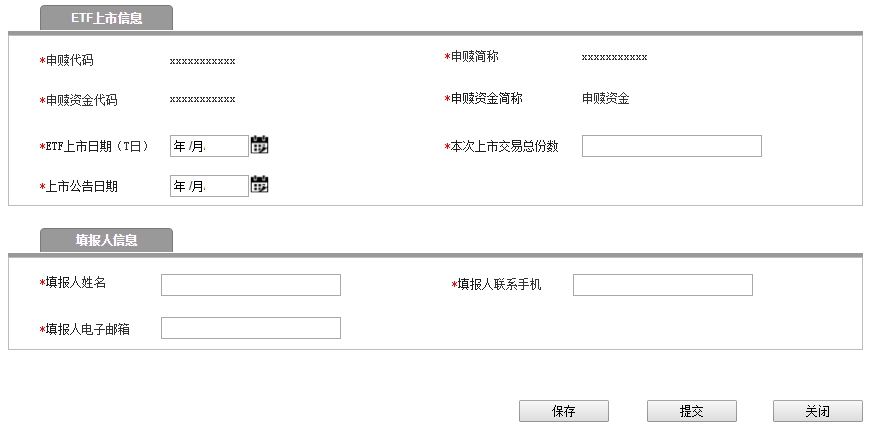 ETF上市信息
*申赎代码 xxxxxxxxxxx *申赎简称 xxxxxxxxxxx
*申赎资金代码 xxxxxxxxxxx *申赎资金简称 申赎资金
*ETF上市日期（T日） 年 /月 *本次上市交易总份数
*上市公告日期 年 /月
填报人信息
*填报人姓名 *填报人联系手机
*填报人电子邮箱
保存 提交 关闭